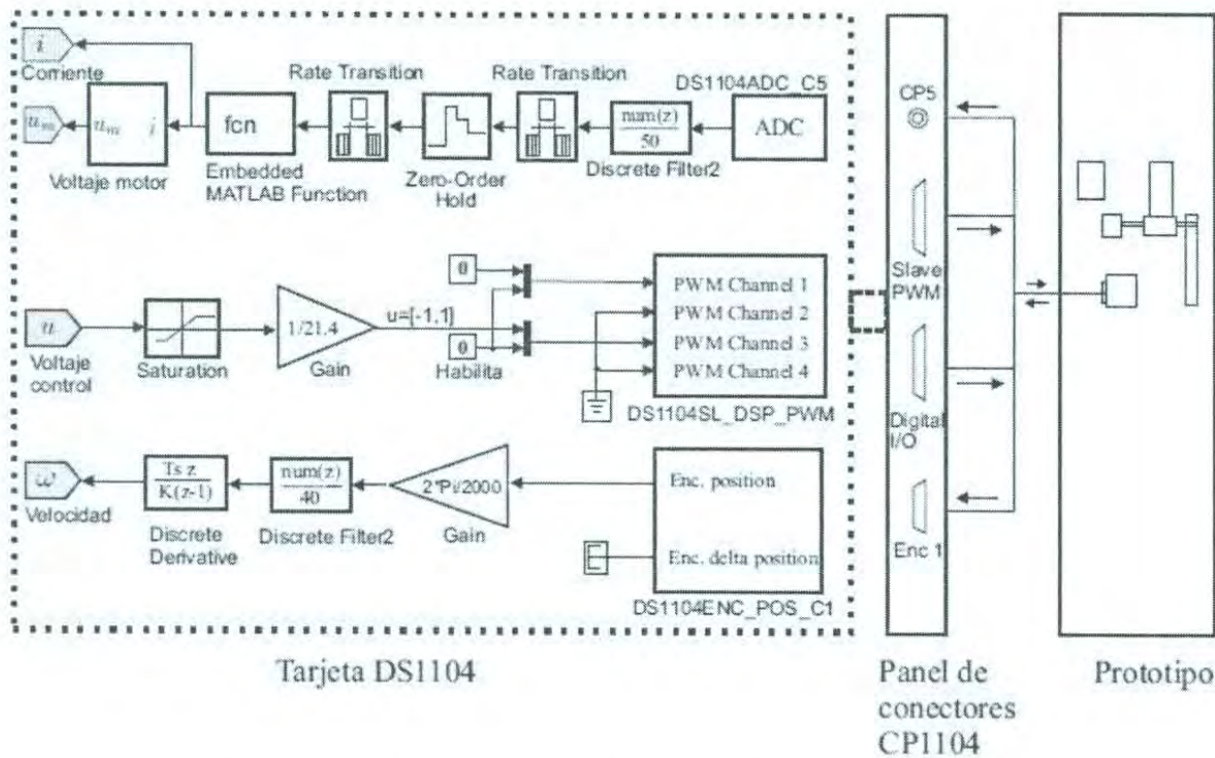 i
Corriente
u_m
u_m i
Voltaje motor
fcn
Embedded
MATLAB Function
Rate Transition
Zero-Order
Hold
Rate Transition
num(z)
50
Discrete Filter2
DS1104ADC_C5
ADC
u
Voltaje
control
Saturation
1/21.4
Gain
u=[-1,1]
0
0
Habilita
PWM Channel 1
PWM Channel 2
PWM Channel 3
PWM Channel 4
DS1104SL_DSP_PWM
ω
Velocidad
Ts z
K(z-1)
Discrete
Derivative
num(z)
40
Discrete Filter2
2*Pi/2000
Gain
Enc. position
Enc. delta position
DS1104ENC_POS_C1
CP5
Slave
PWM
Digital
I/O
Enc 1
Tarjeta DS1104
Panel de
conectores
CP1104
Prototipo